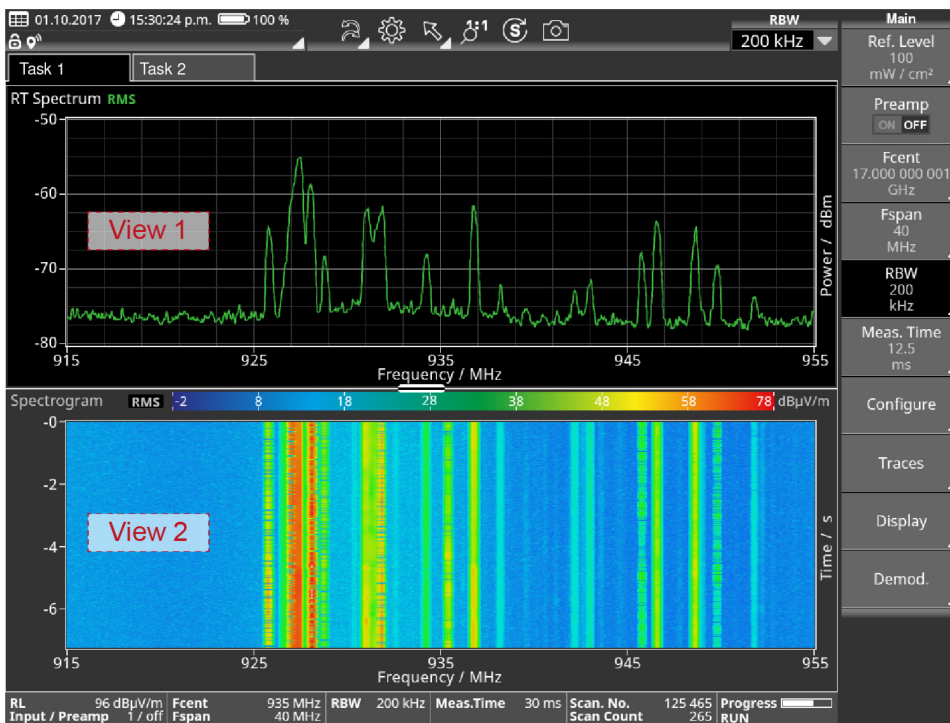 01.10.2017 15:30:24 p.m. 100 %
1:1 S
RBW
200 kHz
Task 1 Task 2
RT Spectrum RMS
-50
-60
-70
-80
View 1
Power / dBm
915 925 935 945 955
Frequency / MHz
Spectrogram RMS -2 8 18 28 38 48 58 78 dBµV/m
-0
-2
-4
-6
View 2
Time / s
915 925 935 945 955
Frequency / MHz
RL 96 dBµV/m Fcent 935 MHz RBW 200 kHz Meas.Time 30 ms Scan. No. 125 465 Progress
Input / Preamp 1 / off Fspan 40 MHz Scan Count 265 RUN
Main
Ref. Level
100
mW / cm²
Preamp
ON OFF
Fcent
17.000 000 001
GHz
Fspan
40
MHz
RBW
200
kHz
Meas. Time
12.5
ms
Configure
Traces
Display
Demod.